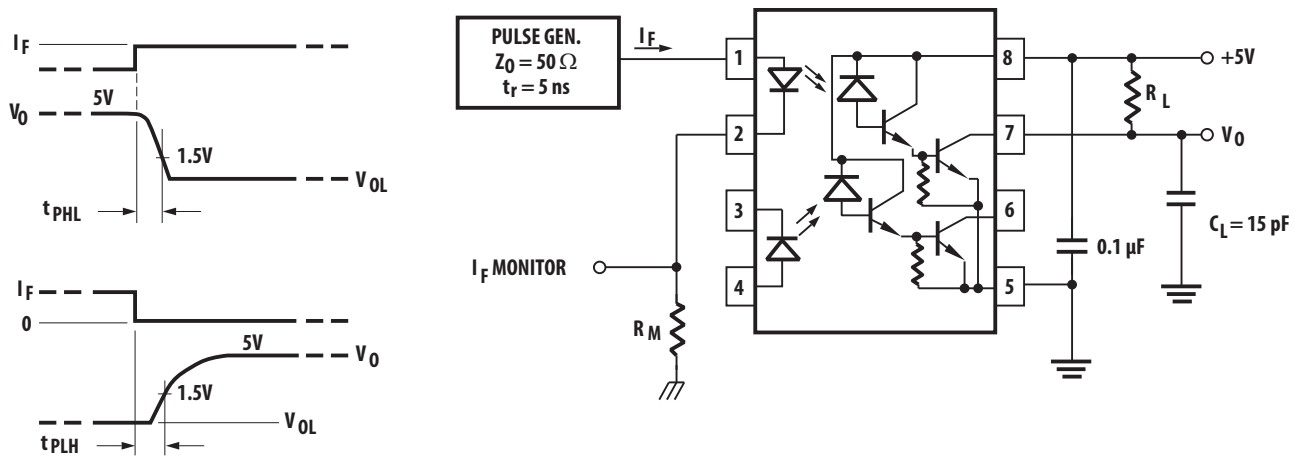 I F
V O
5V
1.5V
V OL
t PHL
I F
0
5V
V O
1.5V
V OL
t PLH
PULSE GEN.
Z O = 50 Ω
t r = 5 ns
I F
1
2
3
4
I F MONITOR
R M
8
7
6
5
+5V
R L
V O
0.1 µF
C L = 15 pF